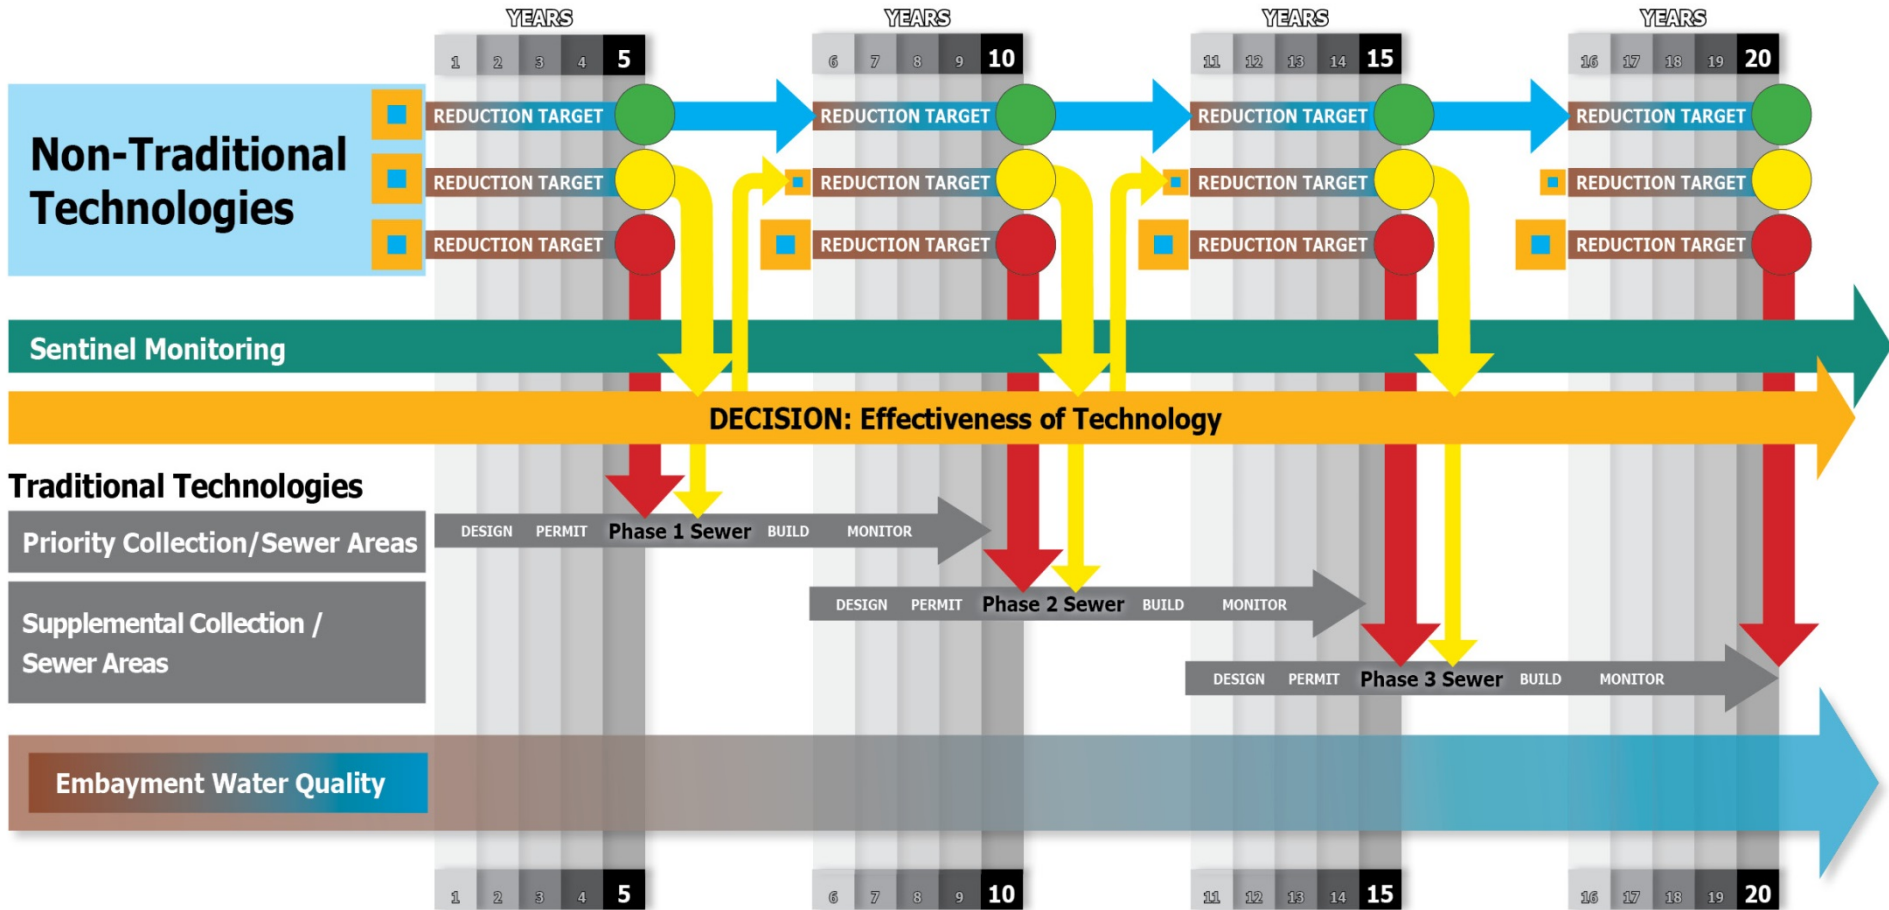 YEARS YEARS YEARS YEARS
1 2 3 4 5 6 7 8 9 10 11 12 13 14 15 16 17 18 19 20
Non-Traditional
Technologies
REDUCTION TARGET REDUCTION TARGET REDUCTION TARGET REDUCTION TARGET
REDUCTION TARGET REDUCTION TARGET REDUCTION TARGET REDUCTION TARGET
REDUCTION TARGET REDUCTION TARGET REDUCTION TARGET REDUCTION TARGET
Sentinel Monitoring
DECISION: Effectiveness of Technology
Traditional Technologies
Priority Collection/Sewer Areas
DESIGN PERMIT Phase 1 Sewer BUILD MONITOR
Supplemental Collection /
Sewer Areas
DESIGN PERMIT Phase 2 Sewer BUILD MONITOR
DESIGN PERMIT Phase 3 Sewer BUILD MONITOR
Embayment Water Quality
1 2 3 4 5 6 7 8 9 10 11 12 13 14 15 16 17 18 19 20